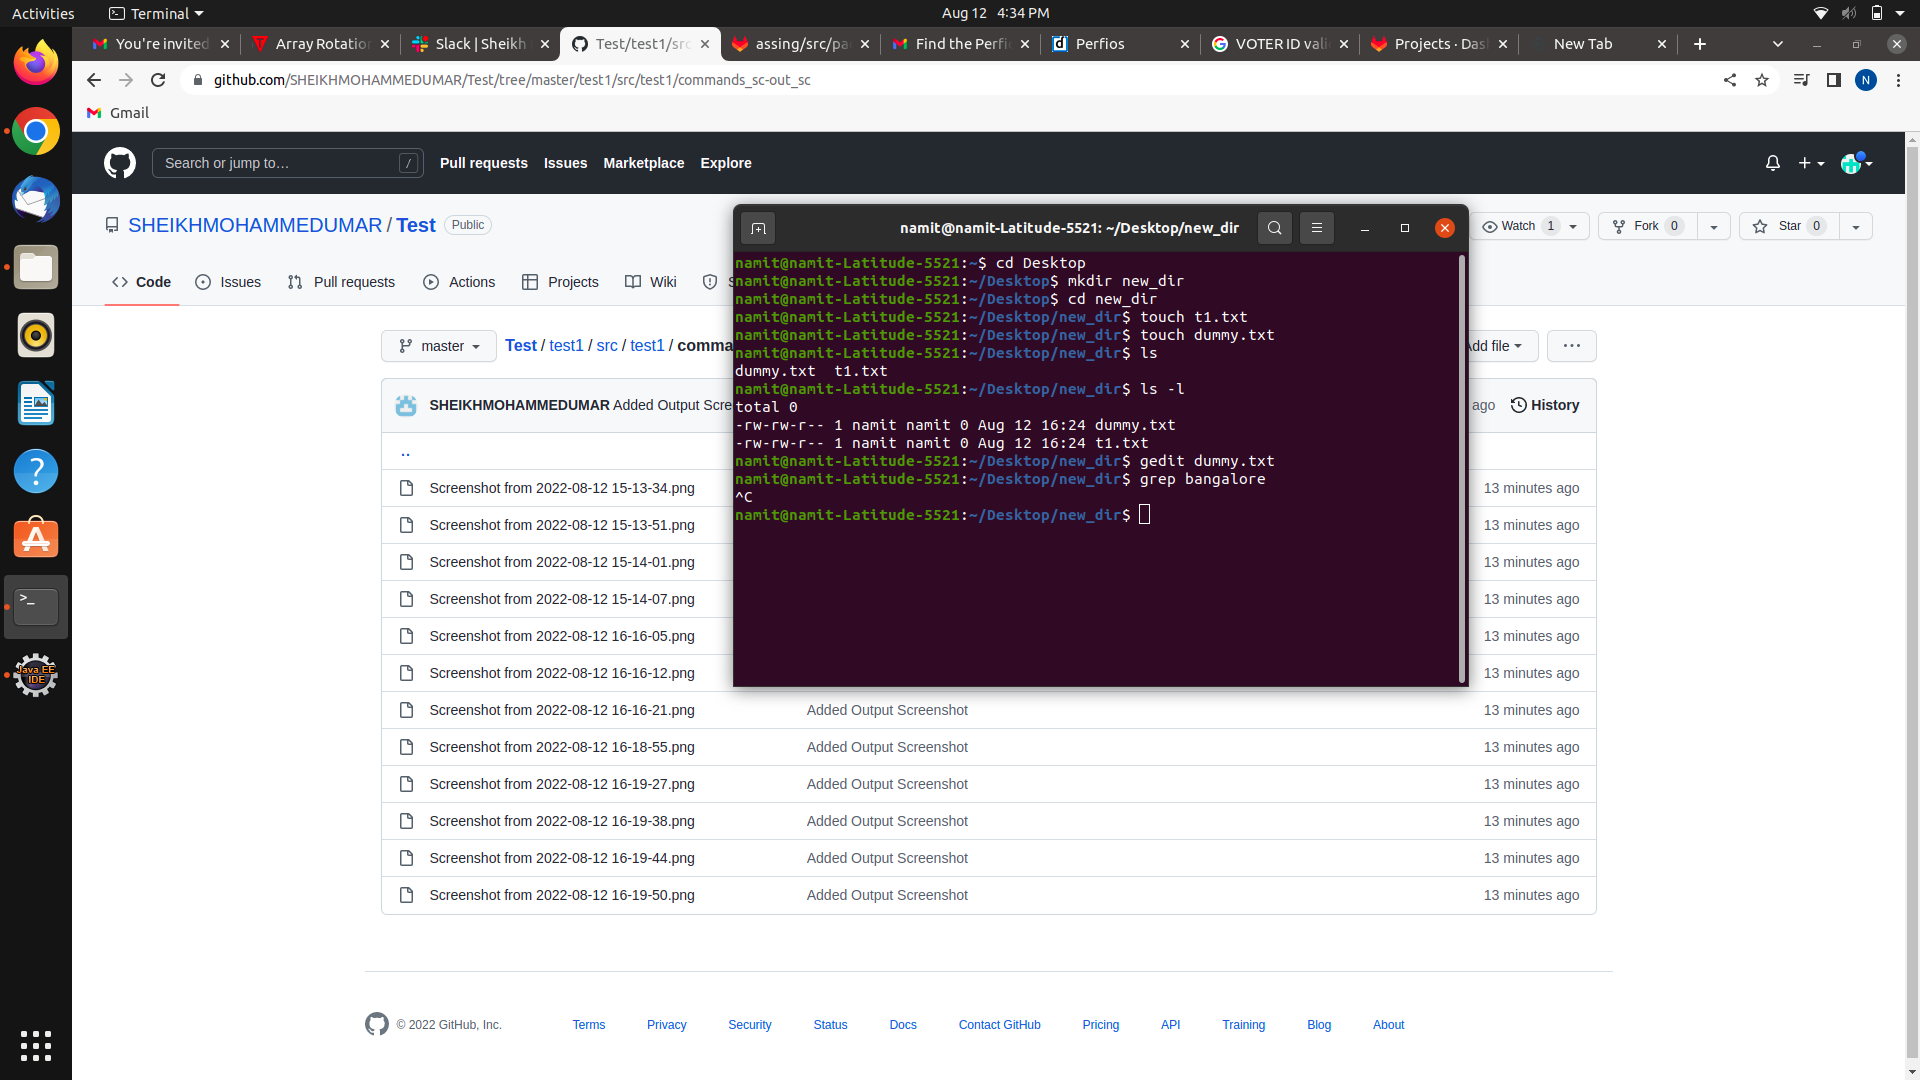 Activities
Terminal
Aug 12 4:34 PM
You're invited
Array Rotation
Slack | Sheikh
Test/test1/src
assing/src/pa
Find the Perfi
Perfios
VOTER ID vali
Projects · Das
New Tab
github.com/SHEIKHMOHAMMEDUMAR/Test/tree/master/test1/src/test1/commands_sc-out_sc
N
Gmail
Search or jump to…
/
Pull requests
Issues
Marketplace
Explore
SHEIKHMOHAMMEDUMAR / Test
Public
Watch 1
Fork 0
Star 0
Code
Issues
Pull requests
Actions
Projects
Wiki
master
Test / test1 / src / test1 / comma
Add file
SHEIKHMOHAMMEDUMAR Added Output Scre
ago
History
..
Screenshot from 2022-08-12 15-13-34.png
13 minutes ago
Screenshot from 2022-08-12 15-13-51.png
13 minutes ago
Screenshot from 2022-08-12 15-14-01.png
13 minutes ago
Screenshot from 2022-08-12 15-14-07.png
13 minutes ago
Screenshot from 2022-08-12 16-16-05.png
13 minutes ago
Screenshot from 2022-08-12 16-16-12.png
13 minutes ago
Screenshot from 2022-08-12 16-16-21.png
Added Output Screenshot
13 minutes ago
Screenshot from 2022-08-12 16-18-55.png
Added Output Screenshot
13 minutes ago
Screenshot from 2022-08-12 16-19-27.png
Added Output Screenshot
13 minutes ago
Screenshot from 2022-08-12 16-19-38.png
Added Output Screenshot
13 minutes ago
Screenshot from 2022-08-12 16-19-44.png
Added Output Screenshot
13 minutes ago
Screenshot from 2022-08-12 16-19-50.png
Added Output Screenshot
13 minutes ago
namit@namit-Latitude-5521: ~/Desktop/new_dir
namit@namit-Latitude-5521:~$ cd Desktop
namit@namit-Latitude-5521:~/Desktop$ mkdir new_dir
namit@namit-Latitude-5521:~/Desktop$ cd new_dir
namit@namit-Latitude-5521:~/Desktop/new_dir$ touch t1.txt
namit@namit-Latitude-5521:~/Desktop/new_dir$ touch dummy.txt
namit@namit-Latitude-5521:~/Desktop/new_dir$ ls
dummy.txt  t1.txt
namit@namit-Latitude-5521:~/Desktop/new_dir$ ls -l
total 0
-rw-rw-r-- 1 namit namit 0 Aug 12 16:24 dummy.txt
-rw-rw-r-- 1 namit namit 0 Aug 12 16:24 t1.txt
namit@namit-Latitude-5521:~/Desktop/new_dir$ gedit dummy.txt
namit@namit-Latitude-5521:~/Desktop/new_dir$ grep bangalore
^C
namit@namit-Latitude-5521:~/Desktop/new_dir$
Java EE
IDE
© 2022 GitHub, Inc.
Terms
Privacy
Security
Status
Docs
Contact GitHub
Pricing
API
Training
Blog
About